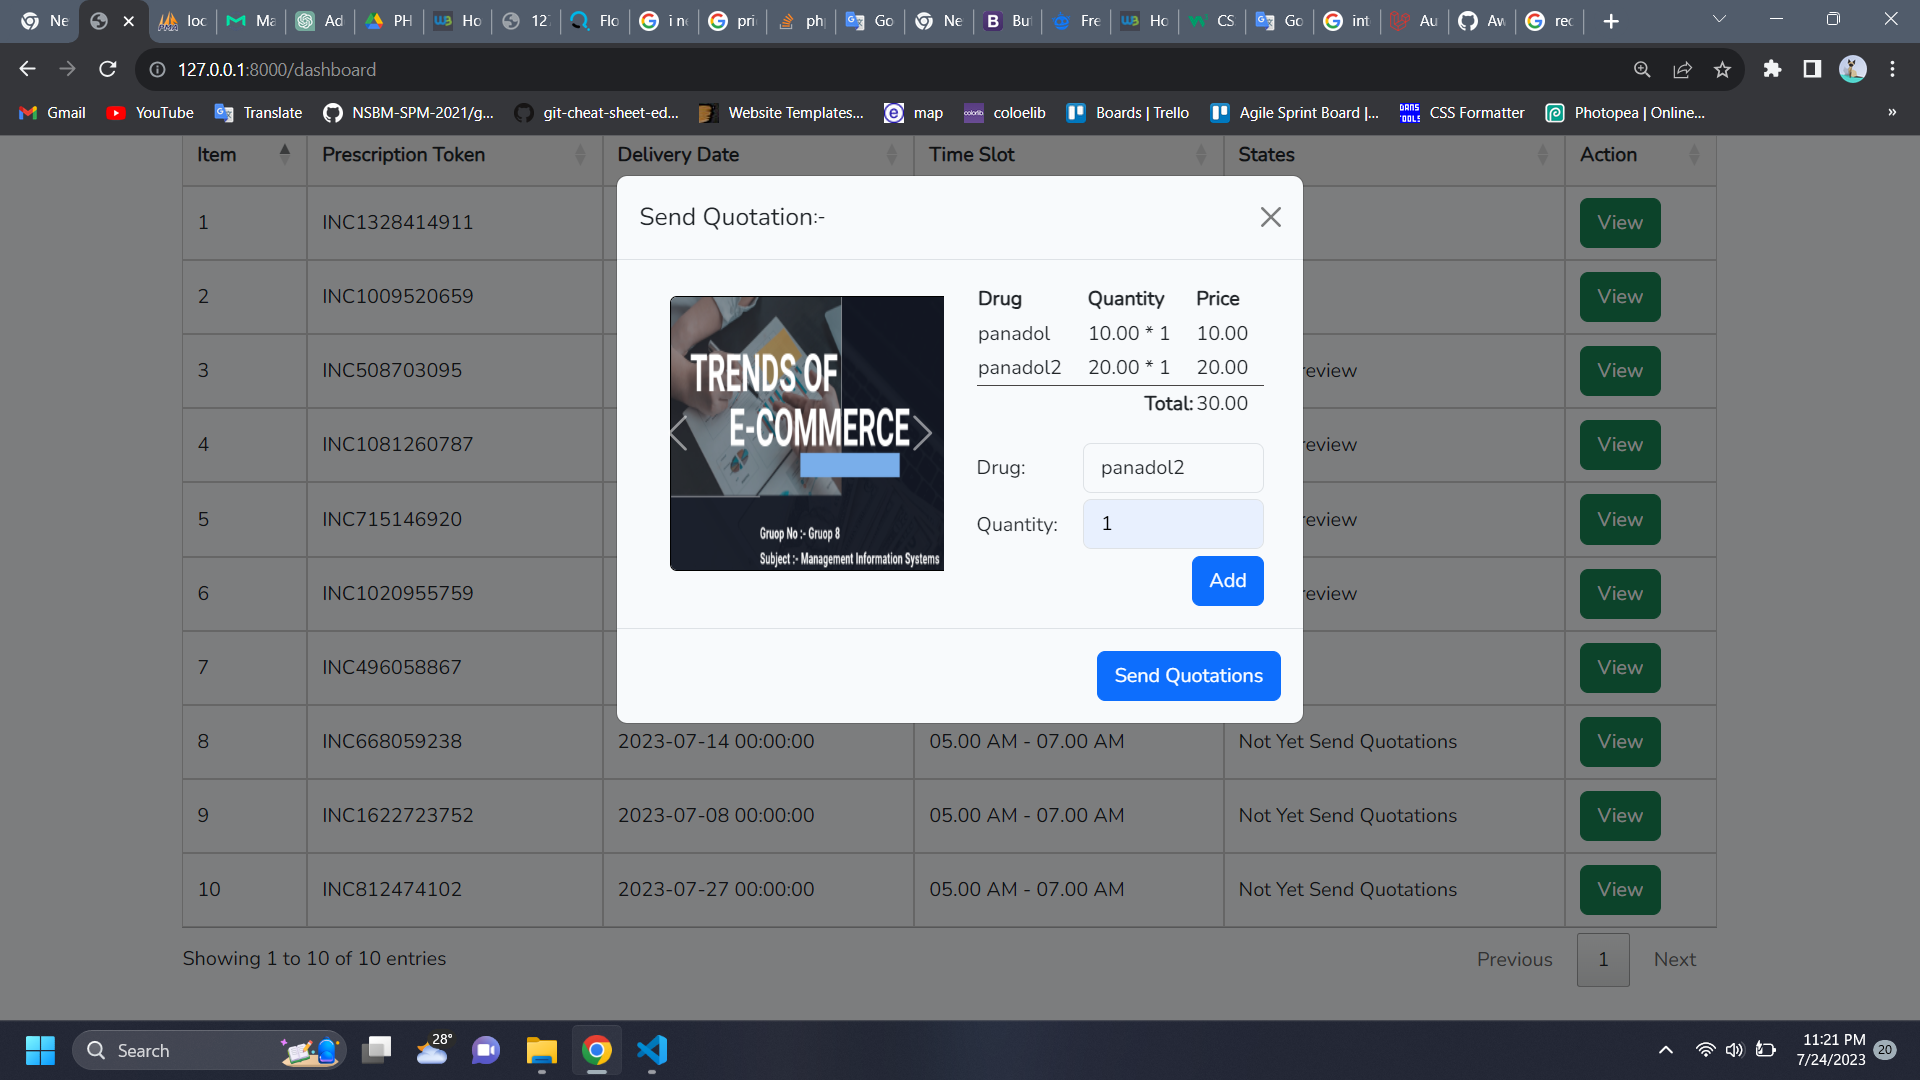 Ne
loc
Ma
Ad
PH
Ho
12
Flo
i ne
pri
php
Go
Ne
Bu
Fre
Ho
CS
Go
int
Au
Aw
rec
127.0.0.1:8000/dashboard
Gmail
YouTube
Translate
NSBM-SPM-2021/g...
git-cheat-sheet-ed...
Website Templates...
map
coloelib
Boards | Trello
Agile Sprint Board |...
CSS Formatter
Photopea | Online...
»
Item Prescription Token Delivery Date Time Slot States Action
Send Quotation:-
1 INC1328414911 View
2 INC1009520659 View
3 INC508703095 review View
4 INC1081260787 review View
5 INC715146920 review View
6 INC1020955759 review View
7 INC496058867 View
TRENDS OF
E-COMMERCE
Gruop No :- Gruop 8
Subject :- Management Information Systems
Drug Quantity Price
panadol 10.00 * 1 10.00
panadol2 20.00 * 1 20.00
Total: 30.00
Drug: panadol2
Quantity: 1
Add
Send Quotations
8 INC668059238 2023-07-14 00:00:00 05.00 AM - 07.00 AM Not Yet Send Quotations View
9 INC1622723752 2023-07-08 00:00:00 05.00 AM - 07.00 AM Not Yet Send Quotations View
10 INC812474102 2023-07-27 00:00:00 05.00 AM - 07.00 AM Not Yet Send Quotations View
Showing 1 to 10 of 10 entries
Previous 1 Next
Search
28°
11:21 PM
7/24/2023
20